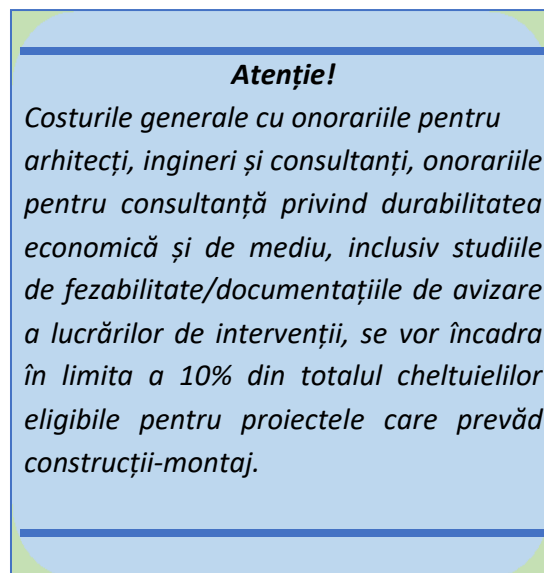 Atenție!
Costurile generale cu onorariile pentru
arhitecți, ingineri și consultanți, onorariile
pentru consultanță privind durabilitatea
economică și de mediu, inclusiv studiile
de fezabilitate/documentațiile de avizare
a lucrărilor de intervenții, se vor încadra
în limita a 10% din totalul cheltuielilor
eligibile pentru proiectele care prevăd
construcții-montaj.